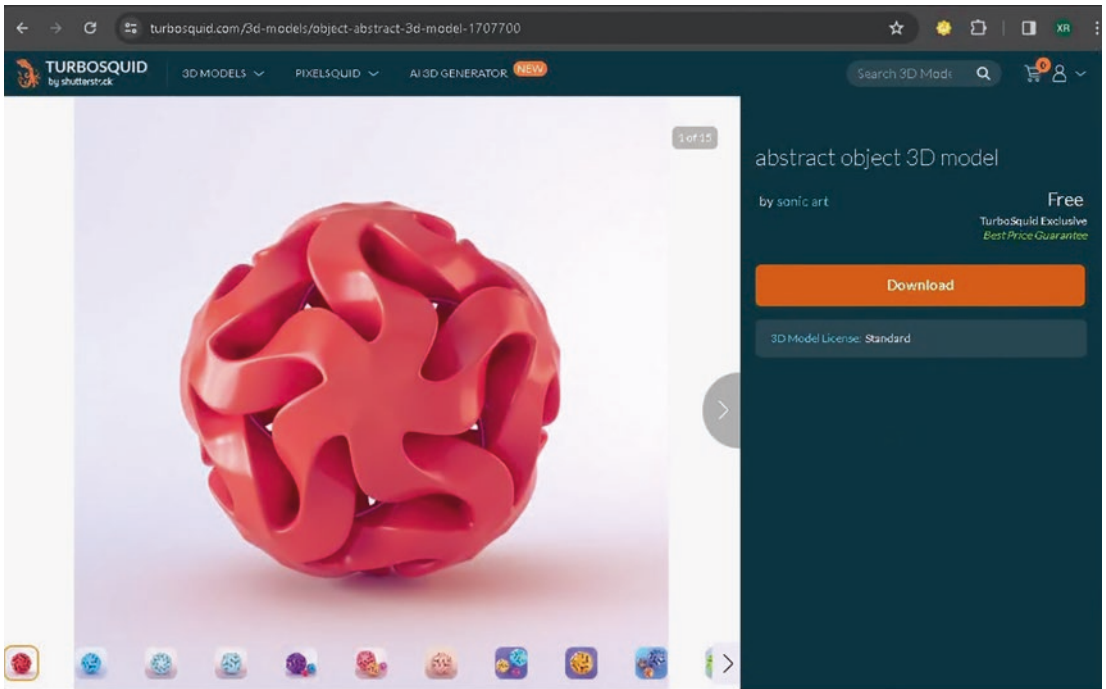 turbosquid.com/3d-models/object-abstract-3d-model-1707700
XR
TURBOSQUID
by shutterstock
3D MODELS
PIXELSQUID
AI 3D GENERATOR
NEW
Search 3D Mode
0
1 of 15
abstract object 3D model
by sonic art
Free
TurboSquid Exclusive
Best Price Guarantee
Download
3D Model License: Standard